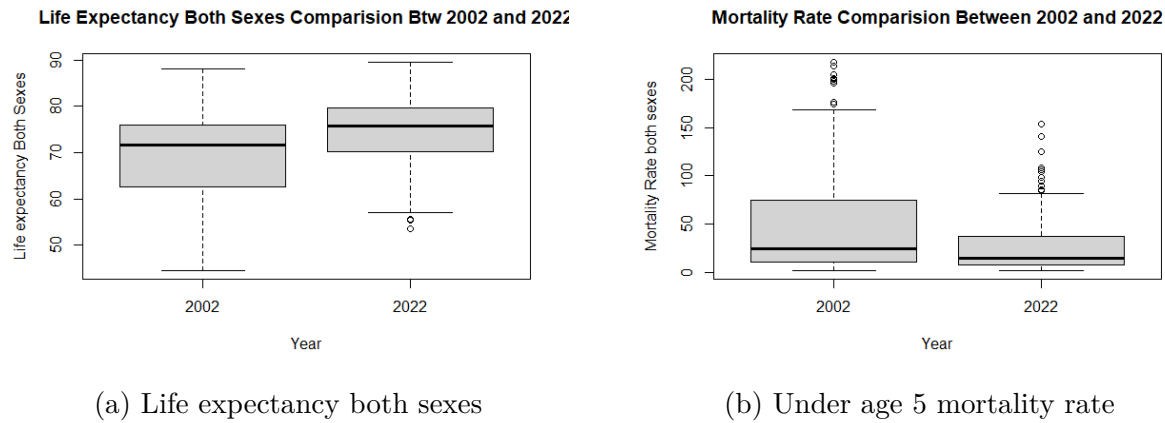 Life Expectancy Both Sexes Comparision Btw 2002 and 2022
Life expectancy Both Sexes
90
80
70
60
50
2002 2022
Year
(a) Life expectancy both sexes
Mortality Rate Comparision Between 2002 and 2022
Mortality Rate both sexes
200
150
100
50
0
2002 2022
Year
(b) Under age 5 mortality rate